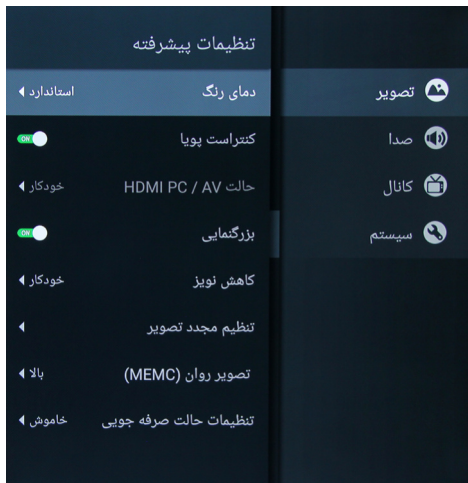 تنظیمات پیشرفته
دمای رنگ استاندارد
کنتراست پویا ON
حالت HDMI PC / AV خودکار
بزرگنمایی ON
کاهش نویز خودکار
تنظیم مجدد تصویر
تصویر روان (MEMC) بالا
تنظیمات حالت صرفه جویی خاموش
تصویر
صدا
کانال
سیستم